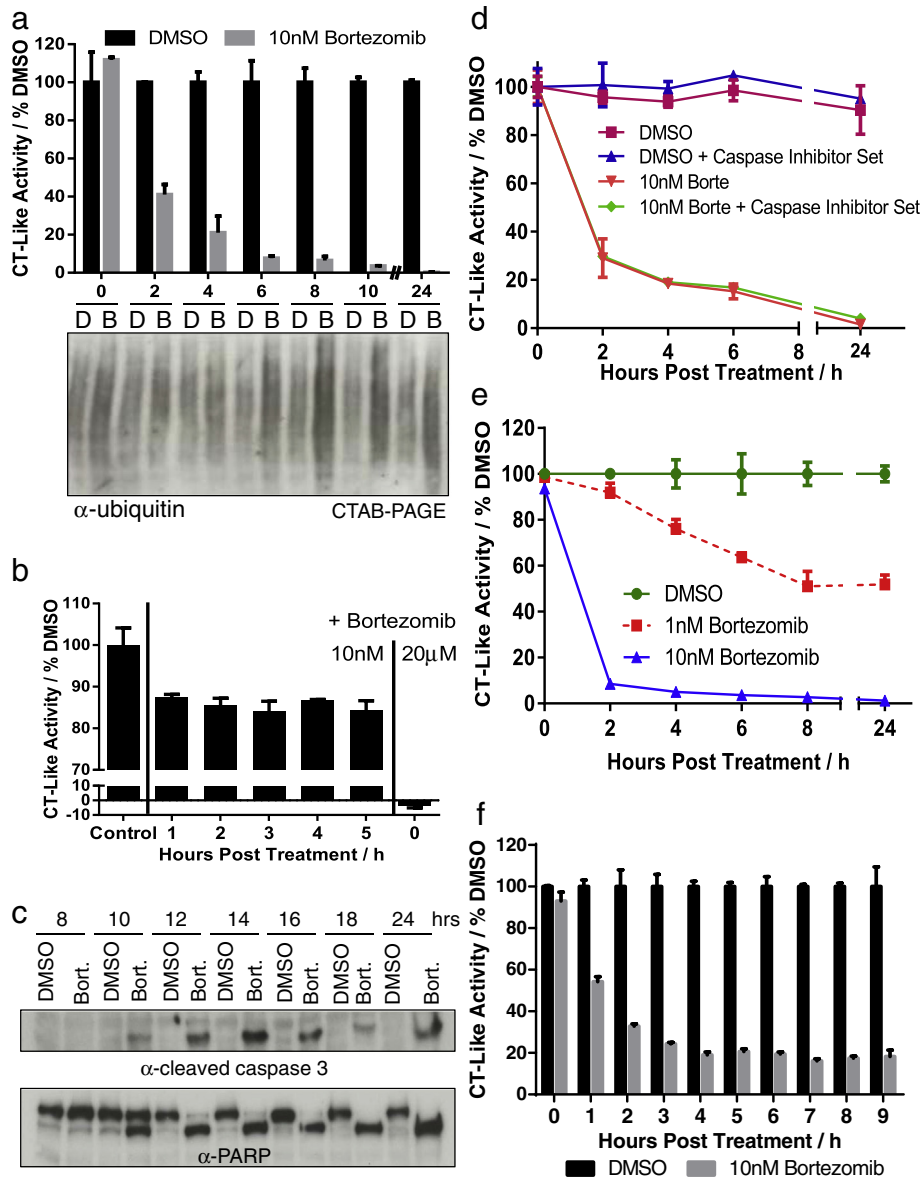 a
DMSO 10nM Bortezomib
CT-Like Activity / % DMSO
120
100
80
60
40
20
0
0 2 4 6 8 10 24
D B D B D B D B D B D B D B
α-ubiquitin CTAB-PAGE
b
CT-Like Activity / % DMSO
110
100
90
80
70
10
0
-10
+ Bortezomib
10nM 20μM
Control 1 2 3 4 5 0
Hours Post Treatment / h
c
8 10 12 14 16 18 24 hrs
DMSO Bort. DMSO Bort. DMSO Bort. DMSO Bort. DMSO Bort. DMSO Bort. DMSO Bort.
α-cleaved caspase 3
α-PARP
d
CT-Like Activity / % DMSO
120
100
80
60
40
20
0
DMSO
DMSO + Caspase Inhibitor Set
10nM Borte
10nM Borte + Caspase Inhibitor Set
0 2 4 6 8 24
Hours Post Treatment / h
e
CT-Like Activity / % DMSO
120
100
80
60
40
20
0
DMSO
1nM Bortezomib
10nM Bortezomib
0 2 4 6 8 24
Hours Post Treatment / h
f
CT-Like Activity / % DMSO
120
100
80
60
40
20
0
0 1 2 3 4 5 6 7 8 9
Hours Post Treatment / h
DMSO 10nM Bortezomib